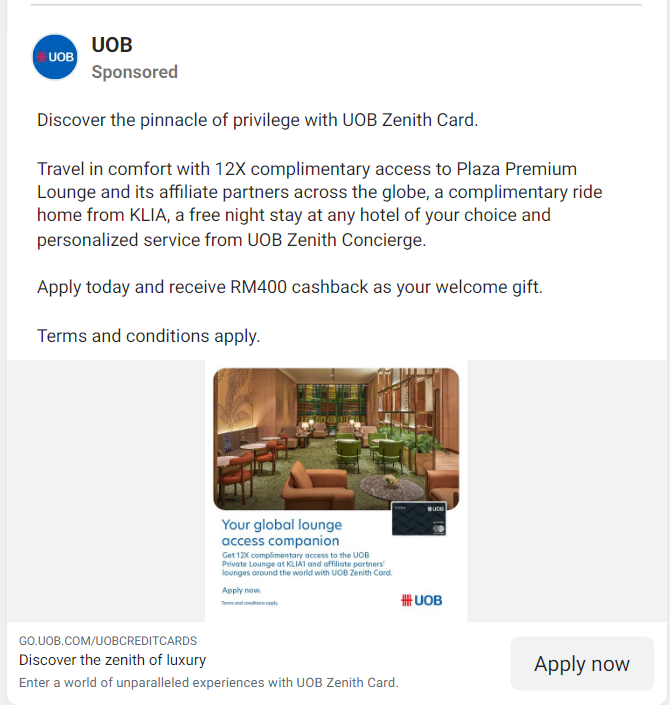 UOB
UOB
Sponsored
Discover the pinnacle of privilege with UOB Zenith Card.
Travel in comfort with 12X complimentary access to Plaza Premium
Lounge and its affiliate partners across the globe, a complimentary ride
home from KLIA, a free night stay at any hotel of your choice and
personalized service from UOB Zenith Concierge.
Apply today and receive RM400 cashback as your welcome gift.
Terms and conditions apply.
UOB
Your global lounge
access companion
Get 12X complimentary access to the UOB
Private Lounge at KLIA1 and affiliate partners'
lounges around the world with UOB Zenith Card.
Apply now.
Terms and conditions apply.
UOB
GO.UOB.COM/UOBCREDITCARDS
Discover the zenith of luxury
Enter a world of unparalleled experiences with UOB Zenith Card.
Apply now